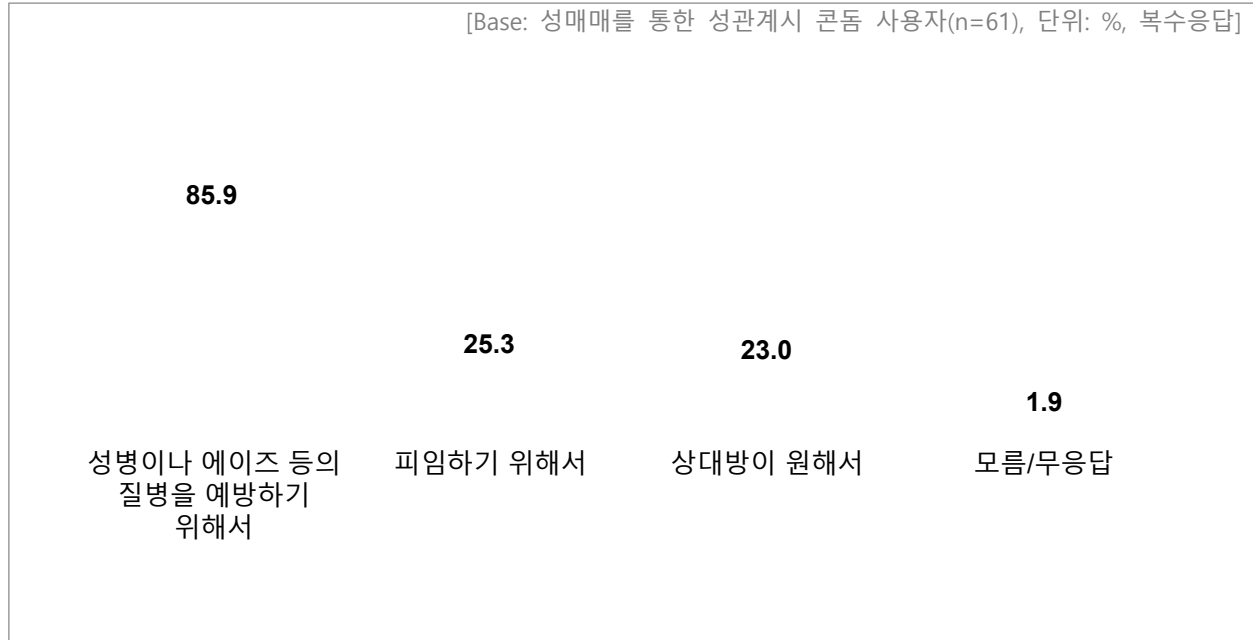 [Base: 성매매를 통한 성관계시 콘돔 사용자(n=61), 단위: %, 복수응답]
85.9
25.3
23.0
1.9
성병이나 에이즈 등의
질병을 예방하기
위해서
피임하기 위해서
상대방이 원해서
모름/무응답